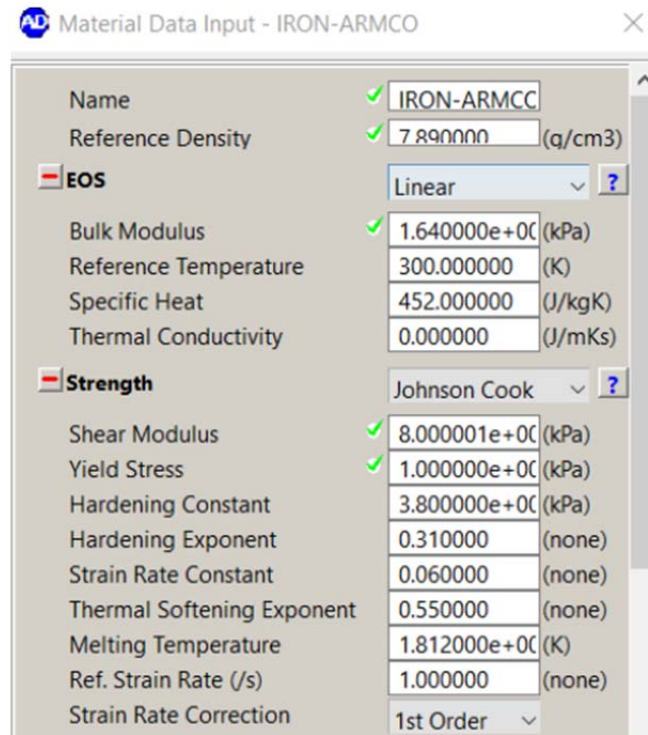 AD Material Data Input - IRON-ARMCO
Name IRON-ARMCC
Reference Density 7.890000 (g/cm3)
EOS Linear ?
Bulk Modulus 1.640000e+0( (kPa)
Reference Temperature 300.000000 (K)
Specific Heat 452.000000 (J/kgK)
Thermal Conductivity 0.000000 (J/mKs)
Strength Johnson Cook ?
Shear Modulus 8.000001e+0( (kPa)
Yield Stress 1.000000e+0( (kPa)
Hardening Constant 3.800000e+0( (kPa)
Hardening Exponent 0.310000 (none)
Strain Rate Constant 0.060000 (none)
Thermal Softening Exponent 0.550000 (none)
Melting Temperature 1.812000e+0( (K)
Ref. Strain Rate (/s) 1.000000 (none)
Strain Rate Correction 1st Order